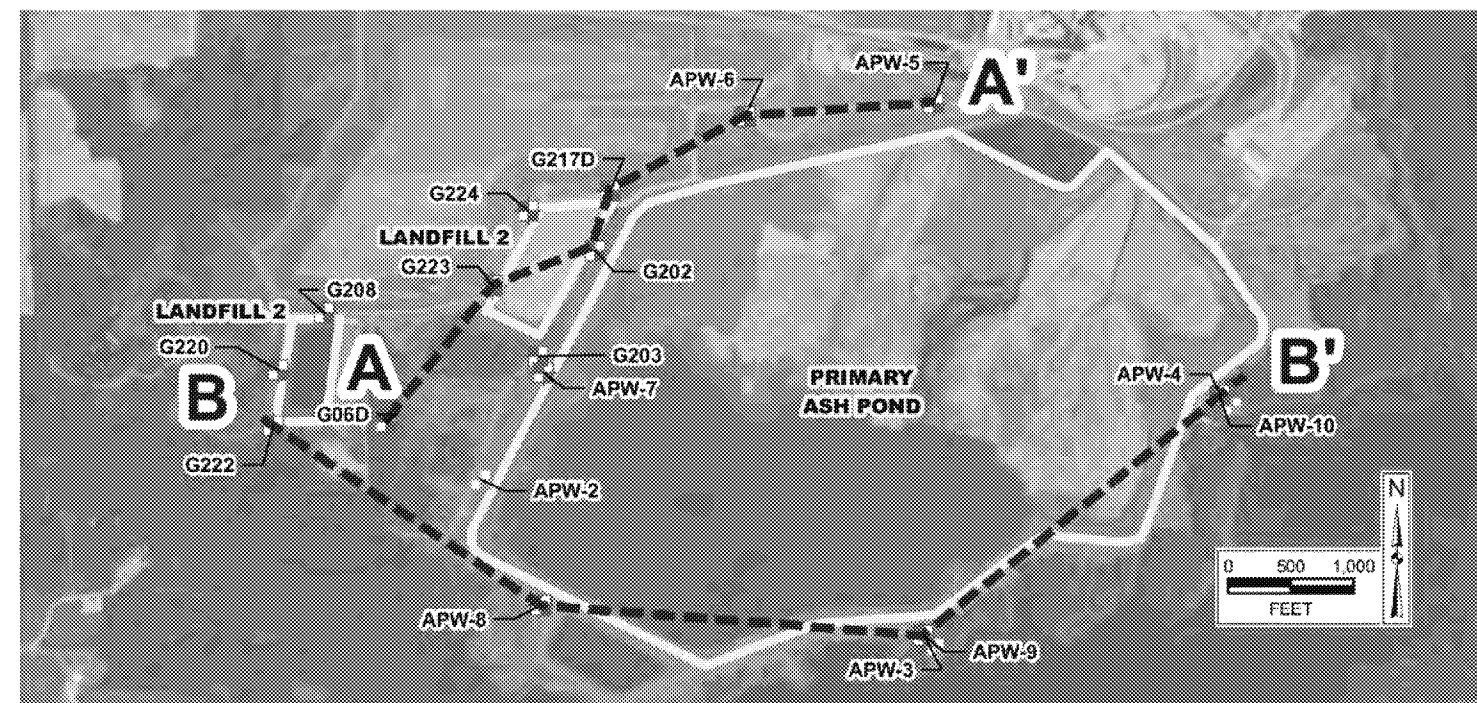 APW-5
A'
APW-6
G217D
G224
LANDFILL 2
G223
G202
G208
LANDFILL 2
G220
B
A
G06D
G203
APW-7
PRIMARY
ASH POND
APW-4
B'
APW-10
G222
APW-2
N
0 500 1,000
FEET
APW-8
APW-9
APW-3